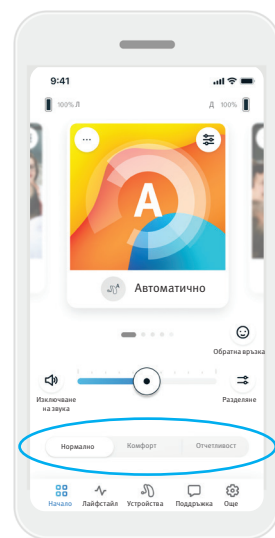 9:41
100% Л Д 100%
A
Автоматично
Обратна връзка
Изключване
на звука
Разделяне
Нормално Комфорт Отчетливост
Начало Лайфстайл Устройства Поддръжка Още